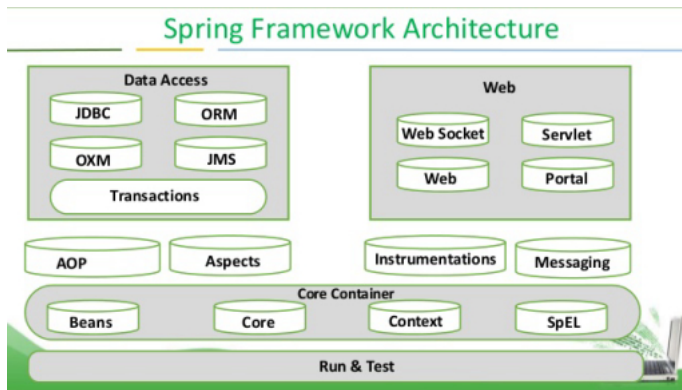 Spring Framework Architecture
Data Access
JDBC ORM
OXM JMS
Transactions
Web
Web Socket Servlet
Web Portal
AOP Aspects Instrumentations Messaging
Core Container
Beans Core Context SpEL
Run & Test